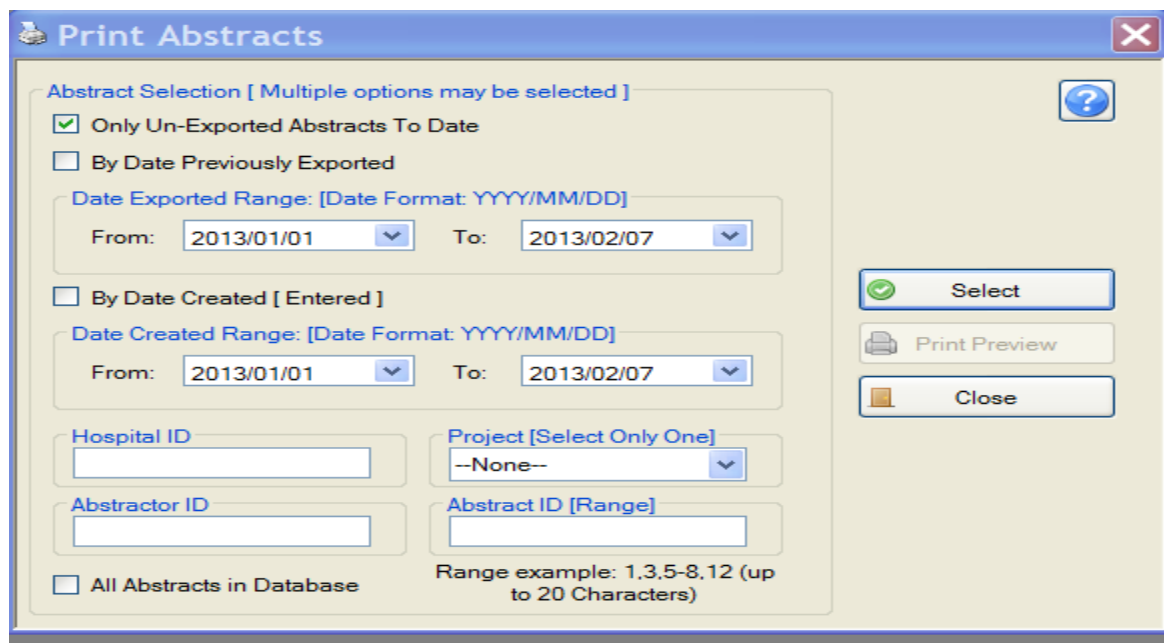 Print Abstracts
Abstract Selection [ Multiple options may be selected ]
Only Un-Exported Abstracts To Date
By Date Previously Exported
Date Exported Range: [Date Format: YYYY/MM/DD]
From: 2013/01/01 To: 2013/02/07
By Date Created [ Entered ]
Date Created Range: [Date Format: YYYY/MM/DD]
From: 2013/01/01 To: 2013/02/07
Hospital ID
Project [Select Only One]
--None--
Abstractor ID
Abstract ID [Range]
All Abstracts in Database
Range example: 1,3,5-8,12 (up
to 20 Characters)
?
Select
Print Preview
Close